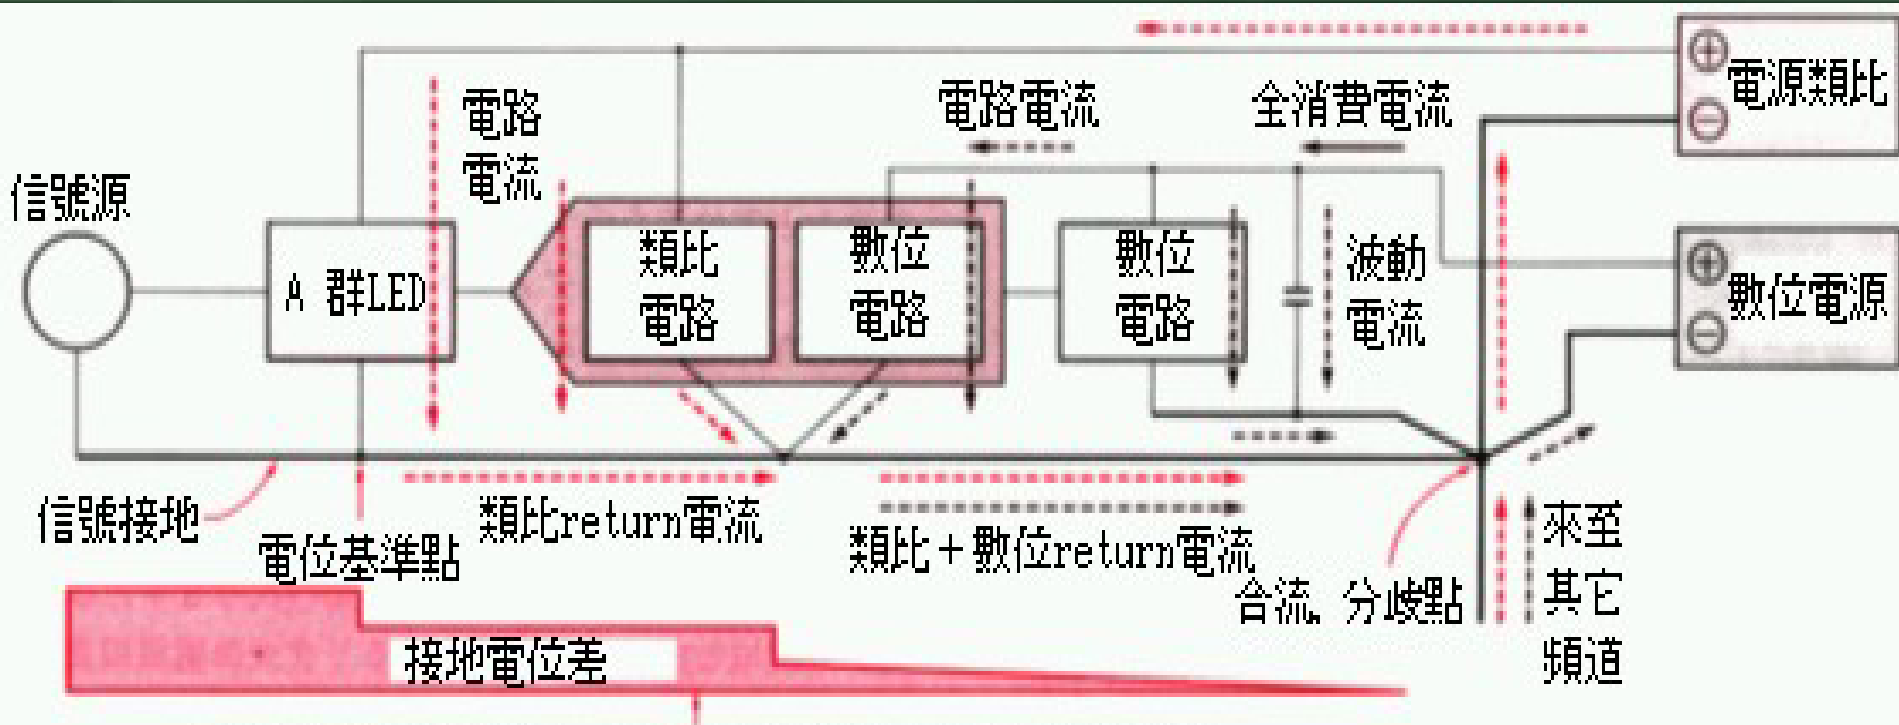 電源類比
電路
電流
電路電流
全消費電流
信號源
A 群LED
類比
電路
數位
電路
數位
電路
波動
電流
數位電源
信號接地
電位基準點
類比return電流
類比＋數位return電流
合流，分歧點
來至
其它
頻道
接地電位差